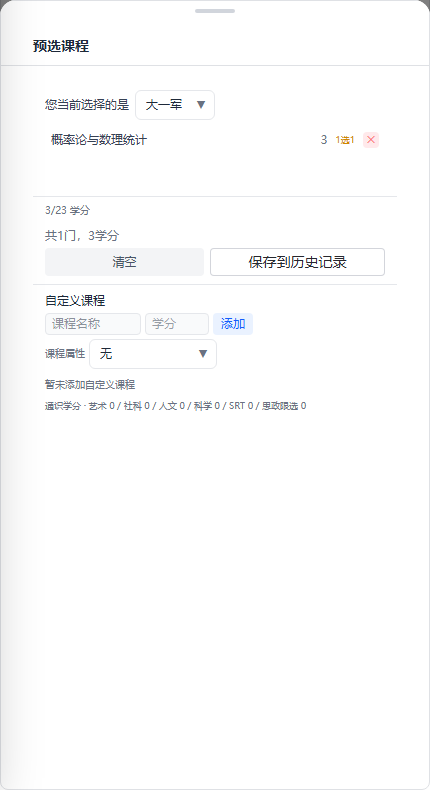 预选课程
您当前选择的是 大一军 ▼
概率论与数理统计 3 1选1 ×
3/23 学分
共1门，3学分
清空 保存到历史记录
自定义课程
课程名称 学分 添加
课程属性 无 ▼
暂未添加自定义课程
通识学分 · 艺术 0 / 社科 0 / 人文 0 / 科学 0 / SRT 0 / 思政限选 0